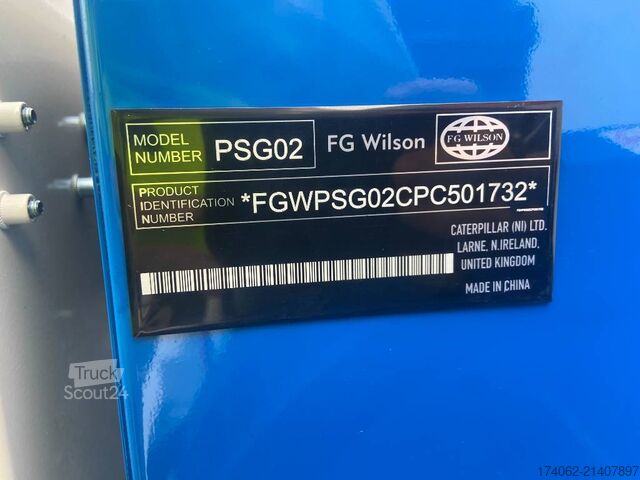 MODEL NUMBER PSG02 FG Wilson FG WILSON
PRODUCT
IDENTIFICATION *FGWPSG02CPC501732*
NUMBER
PIN
CATERPILLAR (NI) LTD.
LARNE, N.IRELAND,
UNITED KINGDOM
MADE IN CHINA
Truck
Scout24
174062-21407897